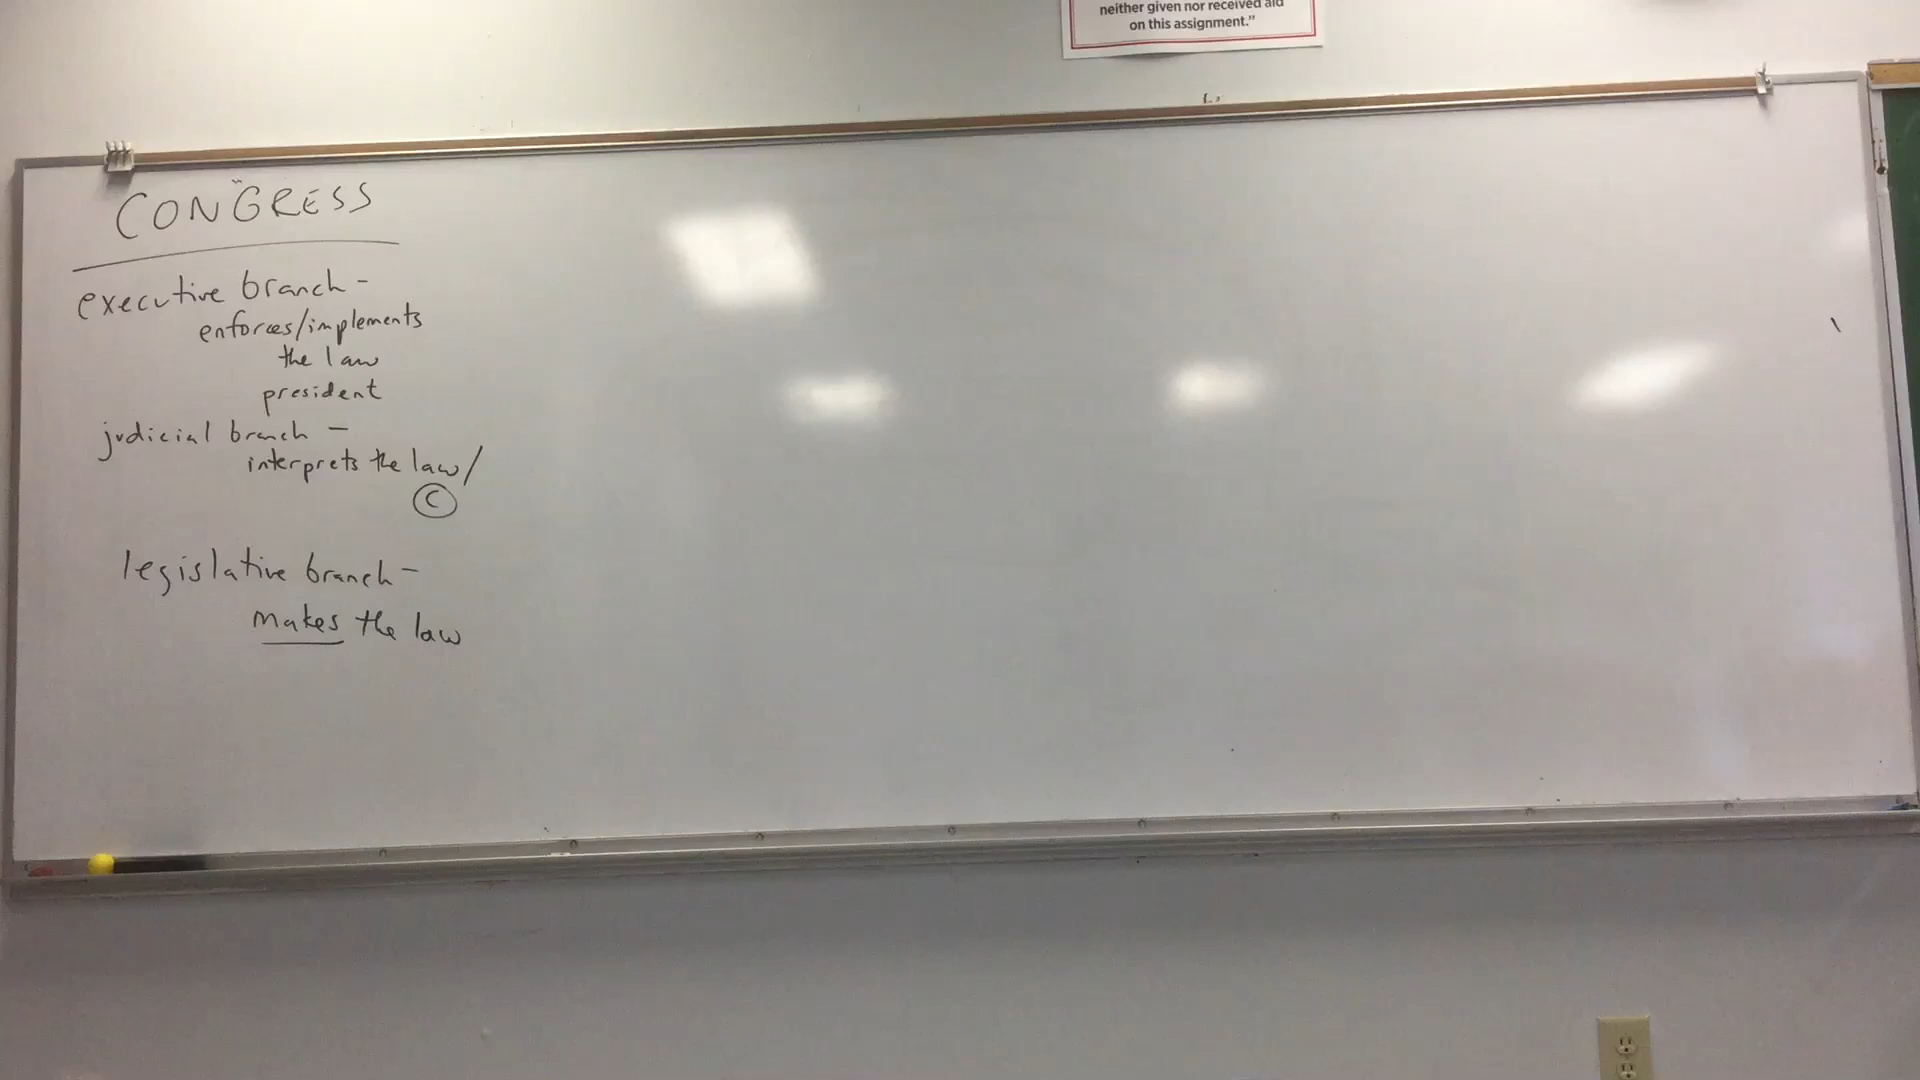 neither given nor received aid
on this assignment."
CONGRESS
executive branch -
enforces/implements
the law
president
judicial branch -
interprets the law/
C
legislative branch -
makes the law